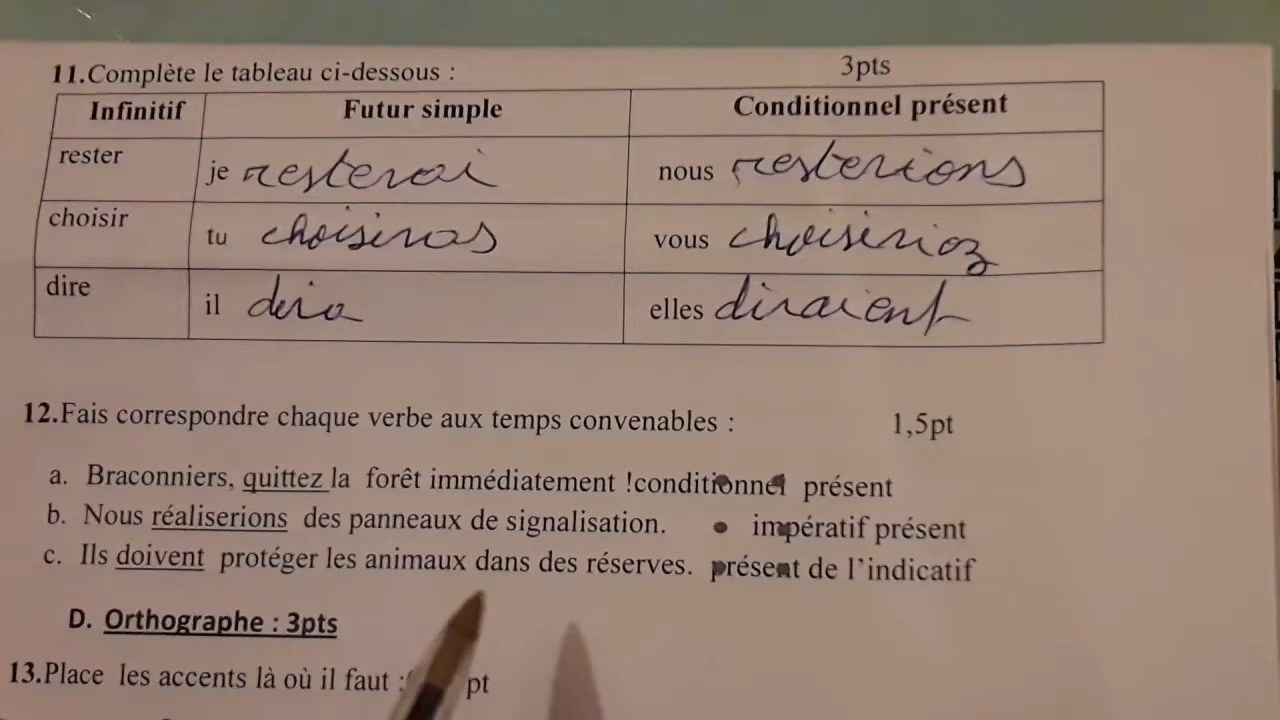 11.Complète le tableau ci-dessous : 3pts
Infinitif Futur simple Conditionnel présent
rester je resterai nous resterions
choisir tu choisiras vous choisiriez
dire il dira elles diraient
12.Fais correspondre chaque verbe aux temps convenables : 1,5pt
a. Braconniers, quittez la forêt immédiatement !conditionnel présent
b. Nous réaliserions des panneaux de signalisation. • impératif présent
c. Ils doivent protéger les animaux dans des réserves. présent de l'indicatif
D. Orthographe : 3pts
13.Place les accents là où il faut : pt